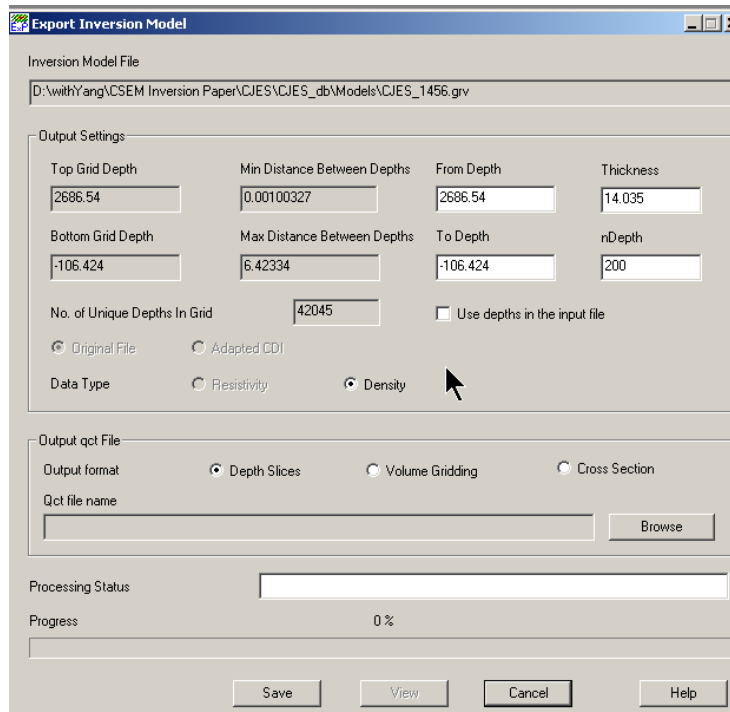 ExP Export Inversion Model
Inversion Model File
D:\withYang\CSEM Inversion Paper\CJES\CJES_db\Models\CJES_1456.grv
Output Settings
Top Grid Depth Min Distance Between Depths From Depth Thickness
2686.54 0.00100327 2686.54 14.035
Bottom Grid Depth Max Distance Between Depths To Depth nDepth
-106.424 6.42334 -106.424 200
No. of Unique Depths In Grid 42045 Use depths in the input file
Original File Adapted CDI
Data Type Resistivity Density
Output qct File
Output format Depth Slices Volume Gridding Cross Section
Qct file name
Browse
Processing Status
Progress 0 %
Save View Cancel Help